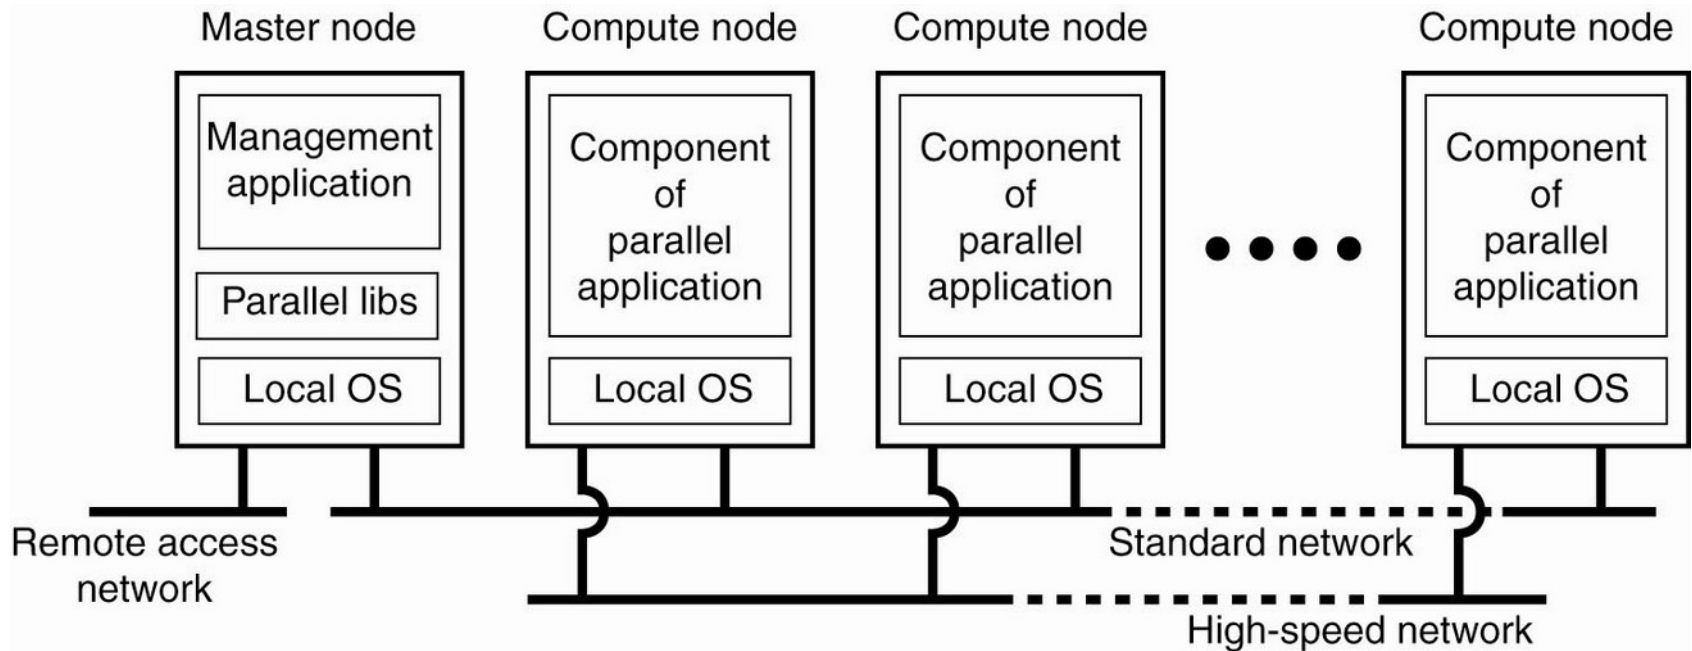 Master node
Compute node
Compute node
Compute node
Management
application
Parallel libs
Local OS
Component
of
parallel
application
Local OS
Component
of
parallel
application
Local OS
Component
of
parallel
application
Local OS
Remote access
network
Standard network
High-speed network